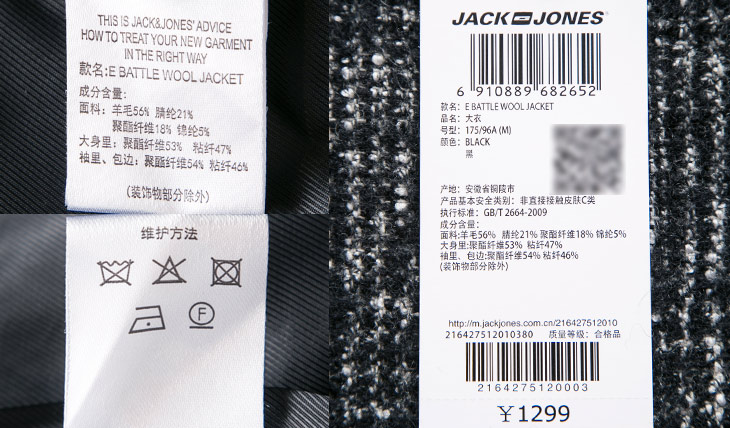 THIS IS JACK&JONES' ADVICE
HOW TO TREAT YOUR NEW GARMENT
IN THE RIGHT WAY
款名:E BATTLE WOOL JACKET
成分含量:
面料:羊毛56% 腈纶21%
聚酯纤维18% 锦纶5%
大身里:聚酯纤维53% 粘纤47%
袖里、包边:聚酯纤维54% 粘纤46%
(装饰物部分除外)
维护方法
F
JACK JONES
6 910889 682652
款名: E BATTLE WOOL JACKET
品名: 大衣
号型: 175/96A (M)
颜色: BLACK
黑
产地: 安徽省铜陵市
产品基本安全类别: 非直接接触皮肤C类
执行标准: GB/T 2664-2009
成分含量:
面料:羊毛56% 腈纶21% 聚酯纤维18% 锦纶5%
大身里:聚酯纤维53% 粘纤47%
袖里、包边:聚酯纤维54% 粘纤46%
(装饰物部分除外)
http://m.jackjones.com.cn/216427512010
216427512010380 质量等级: 合格品
2164275120003
¥1299